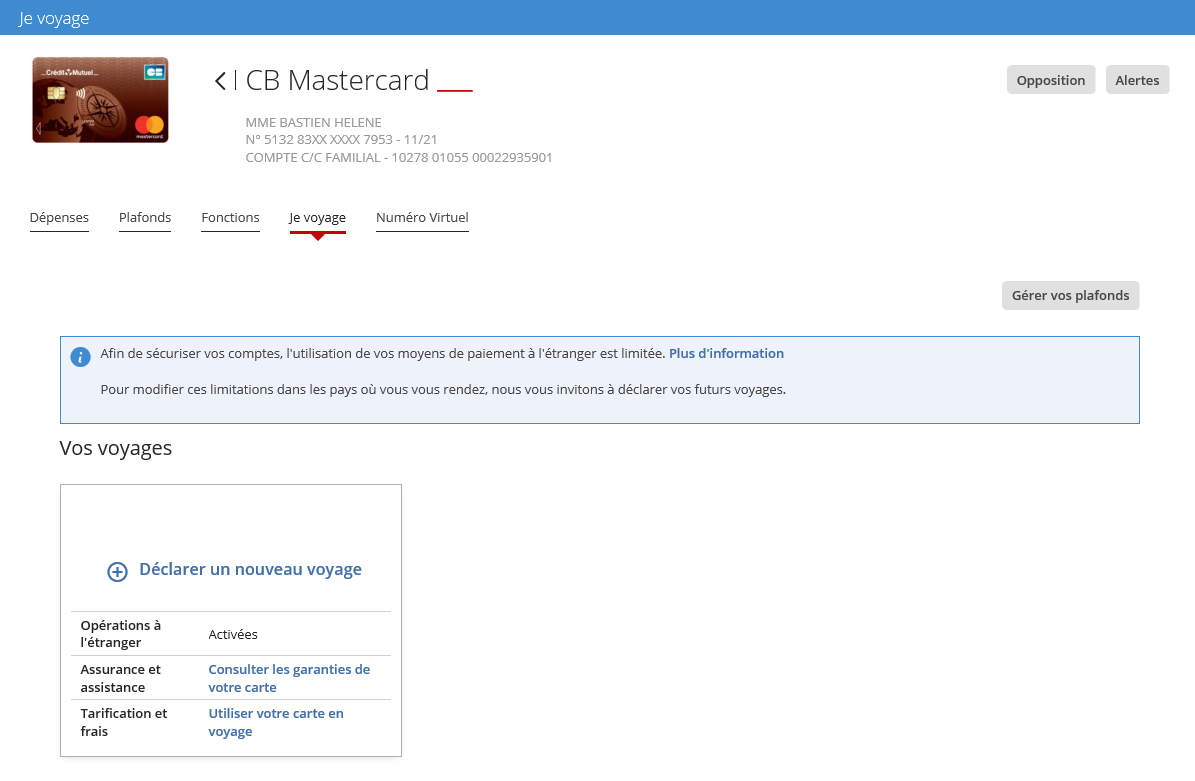 Je voyage
Crédit Mutuel
CB
mastercard
CB Mastercard
Opposition
Alertes
MME BASTIEN HELENE
N° 5132 83XX XXXX 7953 - 11/21
COMPTE C/C FAMILIAL - 10278 01055 00022935901
Dépenses
Plafonds
Fonctions
Je voyage
Numéro Virtuel
Gérer vos plafonds
Afin de sécuriser vos comptes, l'utilisation de vos moyens de paiement à l'étranger est limitée. Plus d'information
Pour modifier ces limitations dans les pays où vous vous rendez, nous vous invitons à déclarer vos futurs voyages.
Vos voyages
Déclarer un nouveau voyage
Opérations à
l'étranger
Activées
Assurance et
assistance
Consulter les garanties de
votre carte
Tarification et
frais
Utiliser votre carte en
voyage